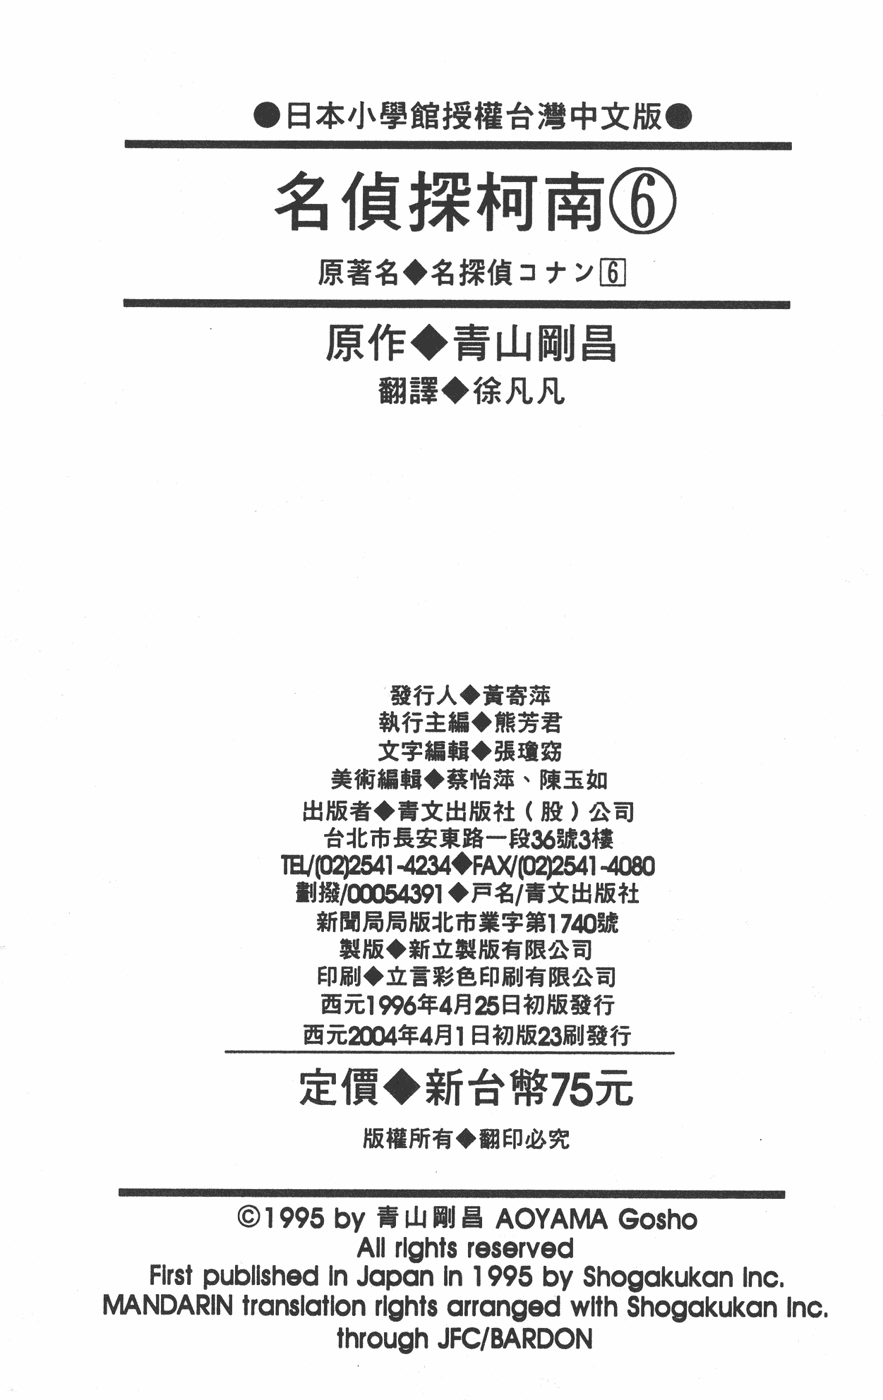 ●日本小學館授權台灣中文版●
名偵探柯南⑥
原著名◆名探偵コナン6
原作◆青山剛昌
翻譯◆徐凡凡
發行人◆黃寄萍
執行主編◆熊芳君
文字編輯◆張瓊窈
美術編輯◆蔡怡萍、陳玉如
出版者◆青文出版社(股)公司
台北市長安東路一段36號3樓
TEL/(02)2541-4234◆FAX/(02)2541-4080
劃撥/00054391◆戶名/青文出版社
新聞局局版北市業字第1740號
製版◆新立製版有限公司
印刷◆立言彩色印刷有限公司
西元1996年4月25日初版發行
西元2004年4月1日初版23刷發行
定價◆新台幣75元
版權所有◆翻印必究
©1995 by 青山剛昌 AOYAMA Gosho
All rights reserved
First published in Japan in 1995 by Shogakukan Inc.
MANDARIN translation rights arranged with Shogakukan Inc.
through JFC/BARDON